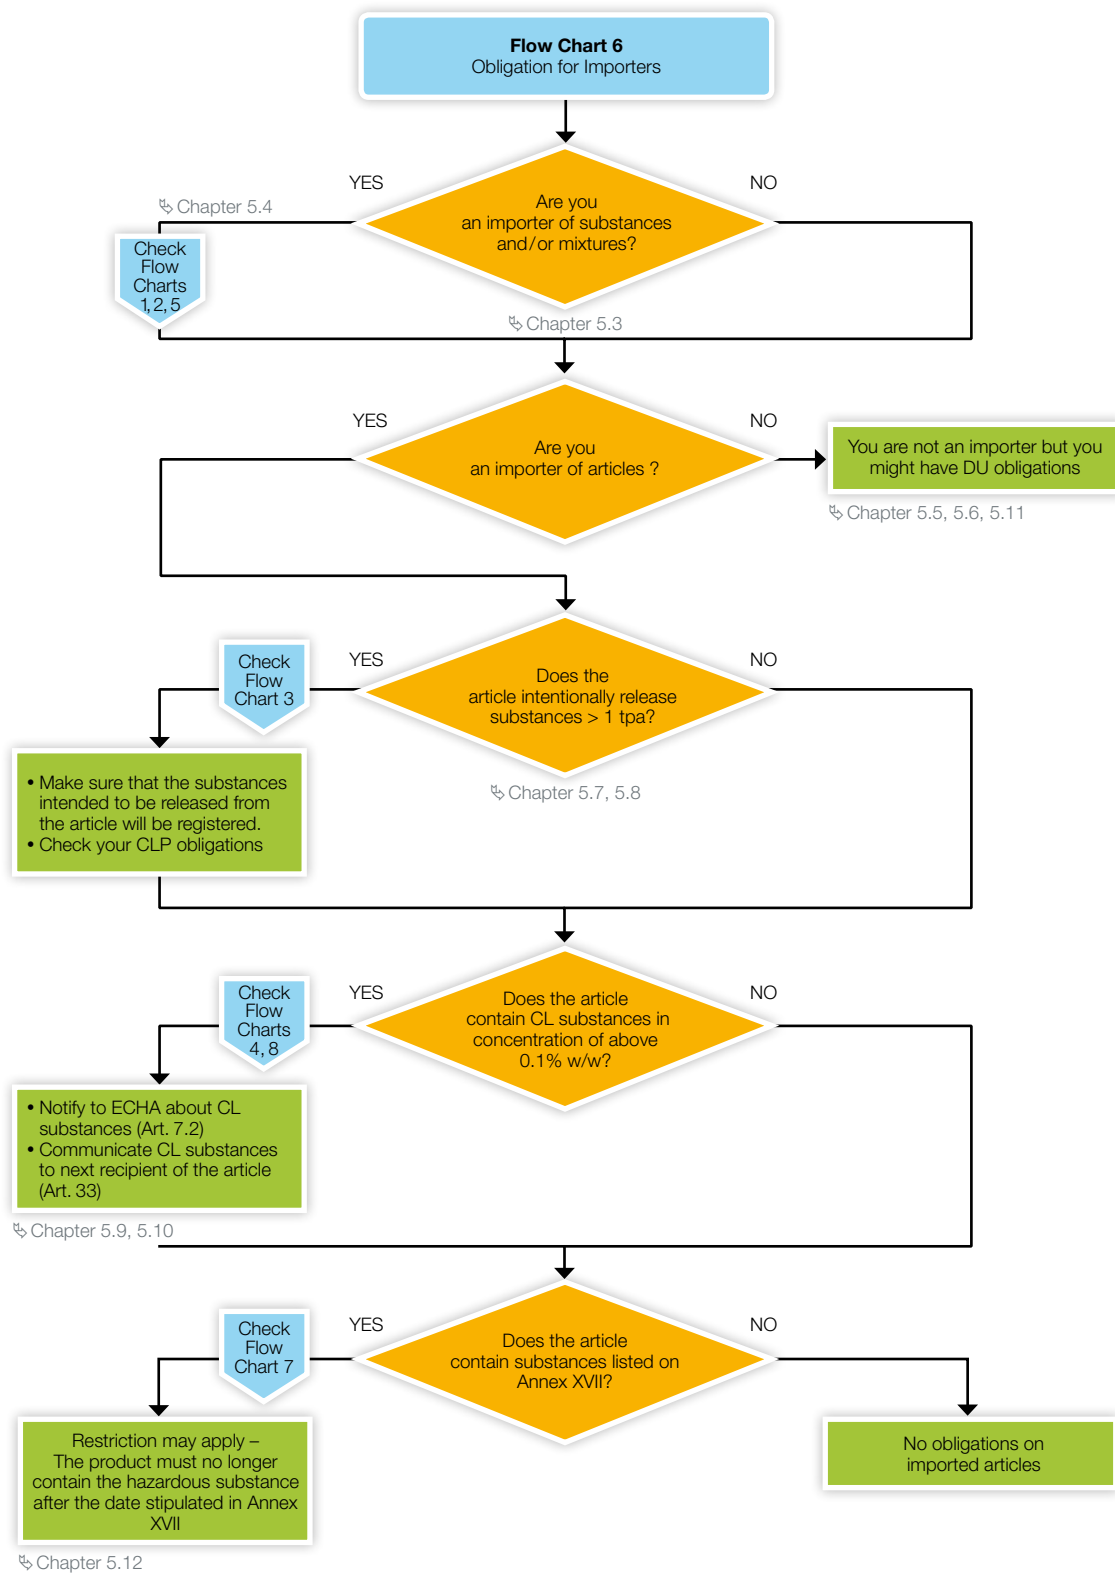 Flow Chart 6
Obligation for Importers
YES
NO
Are you
an importer of substances
and/or mixtures?
Chapter 5.4
Check
Flow
Charts
1, 2, 5
Chapter 5.3
YES
NO
Are you
an importer of articles ?
You are not an importer but you
might have DU obligations
Chapter 5.5, 5.6, 5.11
Check
Flow
Chart 3
YES
NO
Does the
article intentionally release
substances > 1 tpa?
• Make sure that the substances
intended to be released from
the article will be registered.
• Check your CLP obligations
Chapter 5.7, 5.8
Check
Flow
Charts
4, 8
YES
NO
Does the article
contain CL substances in
concentration of above
0.1% w/w?
• Notify to ECHA about CL
substances (Art. 7.2)
• Communicate CL substances
to next recipient of the article
(Art. 33)
Chapter 5.9, 5.10
Check
Flow
Chart 7
YES
NO
Does the article
contain substances listed on
Annex XVII?
Restriction may apply –
The product must no longer
contain the hazardous substance
after the date stipulated in Annex
XVII
No obligations on
imported articles
Chapter 5.12